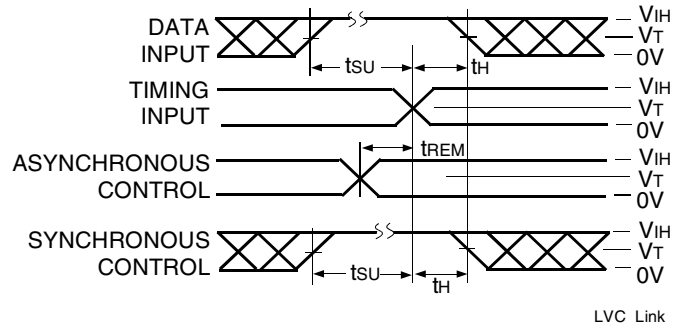 DATA
INPUT
tSU
tH
VIH
VT
0V
TIMING
INPUT
tREM
VIH
VT
0V
ASYNCHRONOUS
CONTROL
VIH
VT
0V
SYNCHRONOUS
CONTROL
tSU
tH
VIH
VT
0V
LVC Link